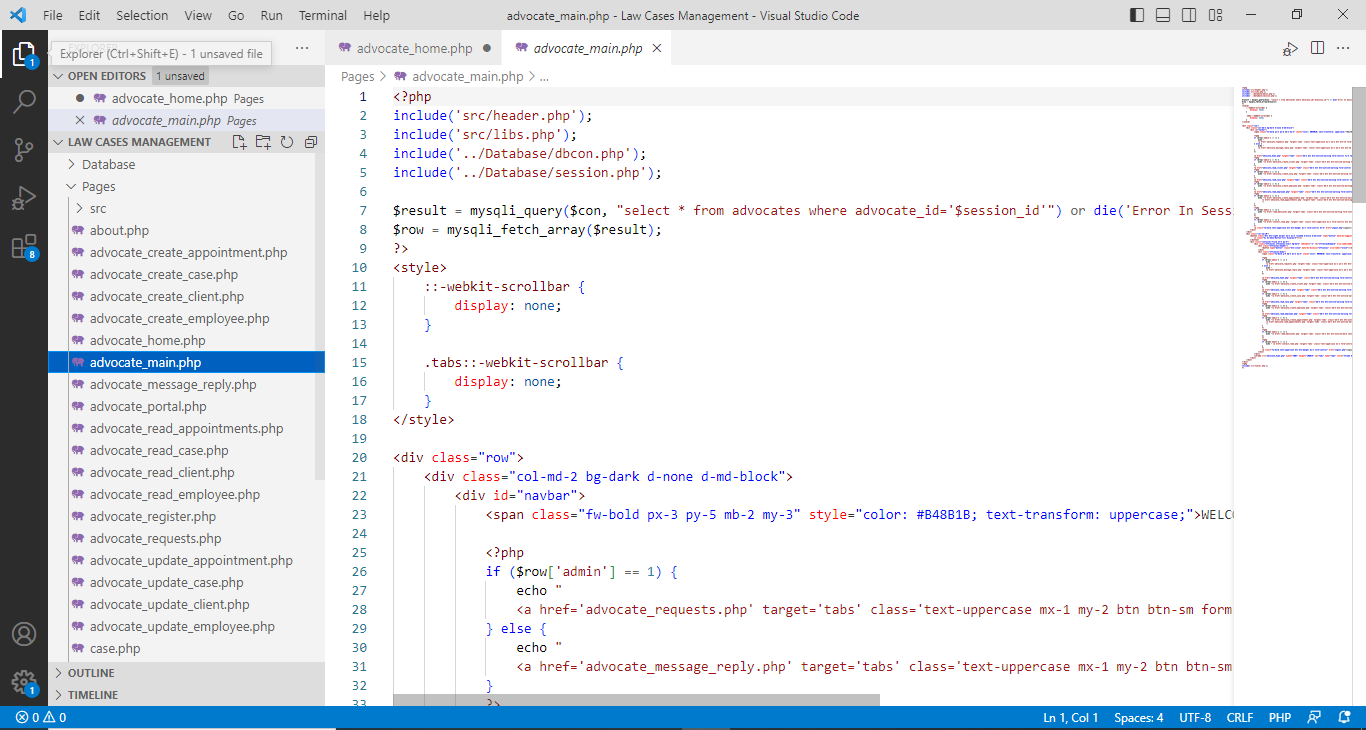 File Edit Selection View Go Run Terminal Help advocate_main.php - Law Cases Management - Visual Studio Code
Explorer (Ctrl+Shift+E) - 1 unsaved file
1
8
1
OPEN EDITORS 1 unsaved
advocate_home.php Pages
advocate_main.php Pages
LAW CASES MANAGEMENT
Database
Pages
src
about.php
advocate_create_appointment.php
advocate_create_case.php
advocate_create_client.php
advocate_create_employee.php
advocate_home.php
advocate_main.php
advocate_message_reply.php
advocate_portal.php
advocate_read_appointments.php
advocate_read_case.php
advocate_read_client.php
advocate_read_employee.php
advocate_register.php
advocate_requests.php
advocate_update_appointment.php
advocate_update_case.php
advocate_update_client.php
advocate_update_employee.php
case.php
OUTLINE
TIMELINE
advocate_home.php advocate_main.php
Pages > advocate_main.php > ...
1 <?php
2 include('src/header.php');
3 include('src/libs.php');
4 include('../Database/dbcon.php');
5 include('../Database/session.php');
6
7 $result = mysqli_query($con, "select * from advocates where advocate_id='$session_id'") or die('Error In Sess
8 $row = mysqli_fetch_array($result);
9 ?>
10 <style>
11 ::-webkit-scrollbar {
12 display: none;
13 }
14
15 .tabs::-webkit-scrollbar {
16 display: none;
17 }
18 </style>
19
20 <div class="row">
21 <div class="col-md-2 bg-dark d-none d-md-block">
22 <div id="navbar">
23 <span class="fw-bold px-3 py-5 mb-2 my-3" style="color: #B48B1B; text-transform: uppercase;">WELC
24
25 <?php
26 if ($row['admin'] == 1) {
27 echo "
28 <a href='advocate_requests.php' target='tabs' class='text-uppercase mx-1 my-2 btn btn-sm form
29 } else {
30 echo "
31 <a href='advocate_message_reply.php' target='tabs' class='text-uppercase mx-1 my-2 btn btn-sm
32 }
33 ?>
0 0 Ln 1, Col 1 Spaces: 4 UTF-8 CRLF PHP